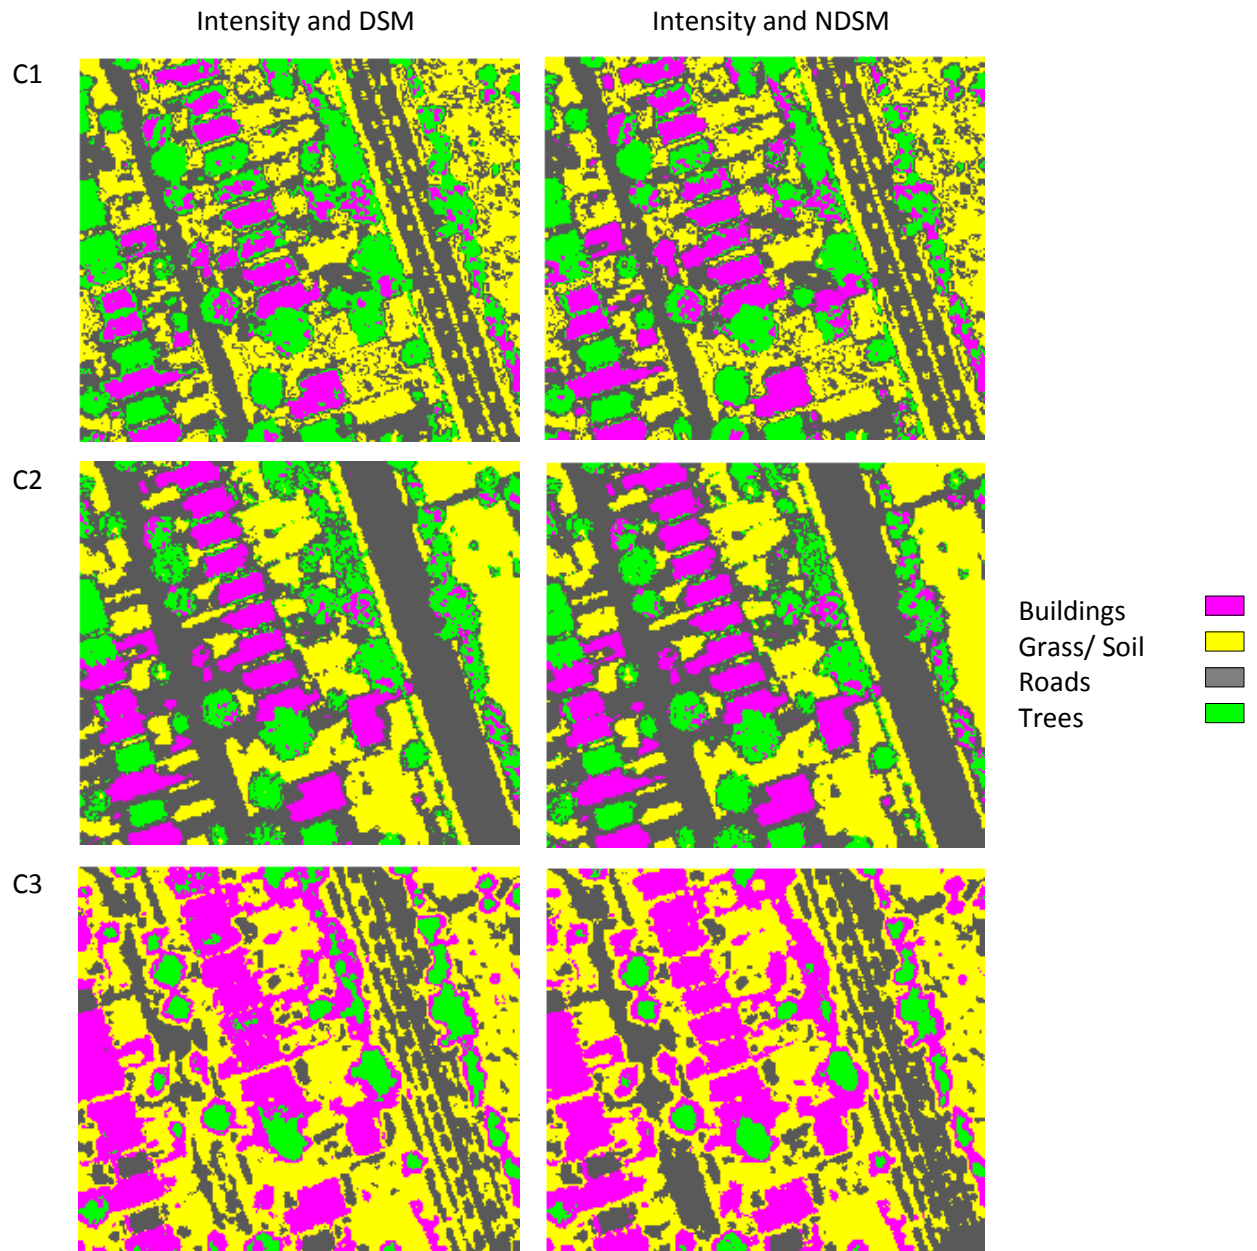 Intensity and DSM
Intensity and NDSM
C1
C2
C3
Buildings
Grass/ Soil
Roads
Trees